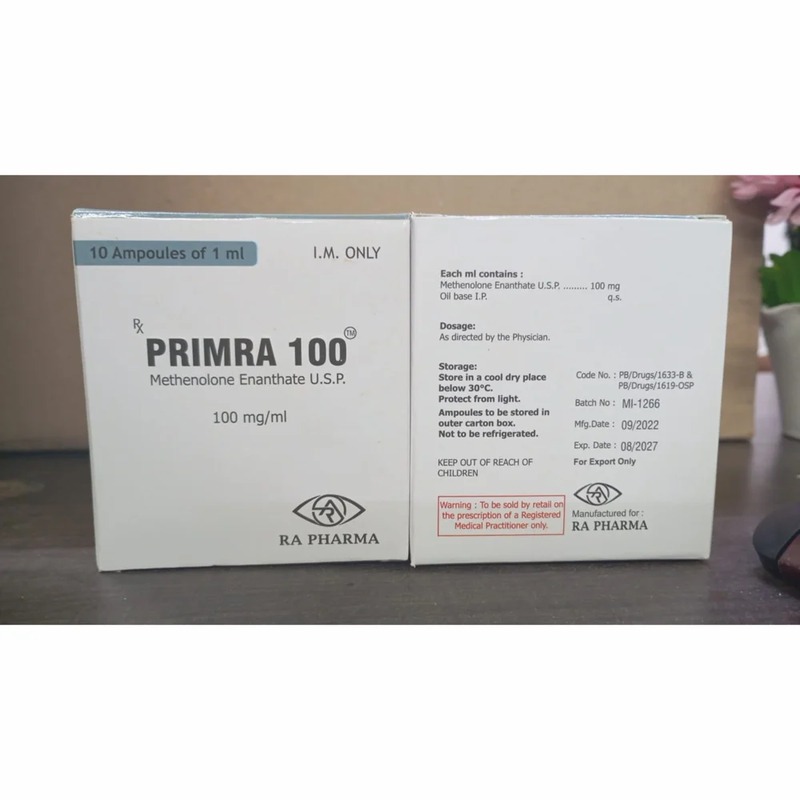 10 Ampoules of 1 ml
I.M. ONLY
Rx
PRIMRA 100 TM
Methenolone Enanthate U.S.P.
100 mg/ml
RA PHARMA
Each ml contains :
Methenolone Enanthate U.S.P. ......... 100 mg
Oil base I.P. q.s.
Dosage:
As directed by the Physician.
Storage:
Store in a cool dry place
below 30°C.
Protect from light.
Ampoules to be stored in
outer carton box.
Not to be refrigerated.
KEEP OUT OF REACH OF
CHILDREN
Warning : To be sold by retail on
the prescription of a Registered
Medical Practitioner only.
Code No. : PB/Drugs/1633-B &
PB/Drugs/1619-OSP
Batch No : MI-1266
Mfg.Date : 09/2022
Exp. Date : 08/2027
For Export Only
Manufactured for :
RA PHARMA